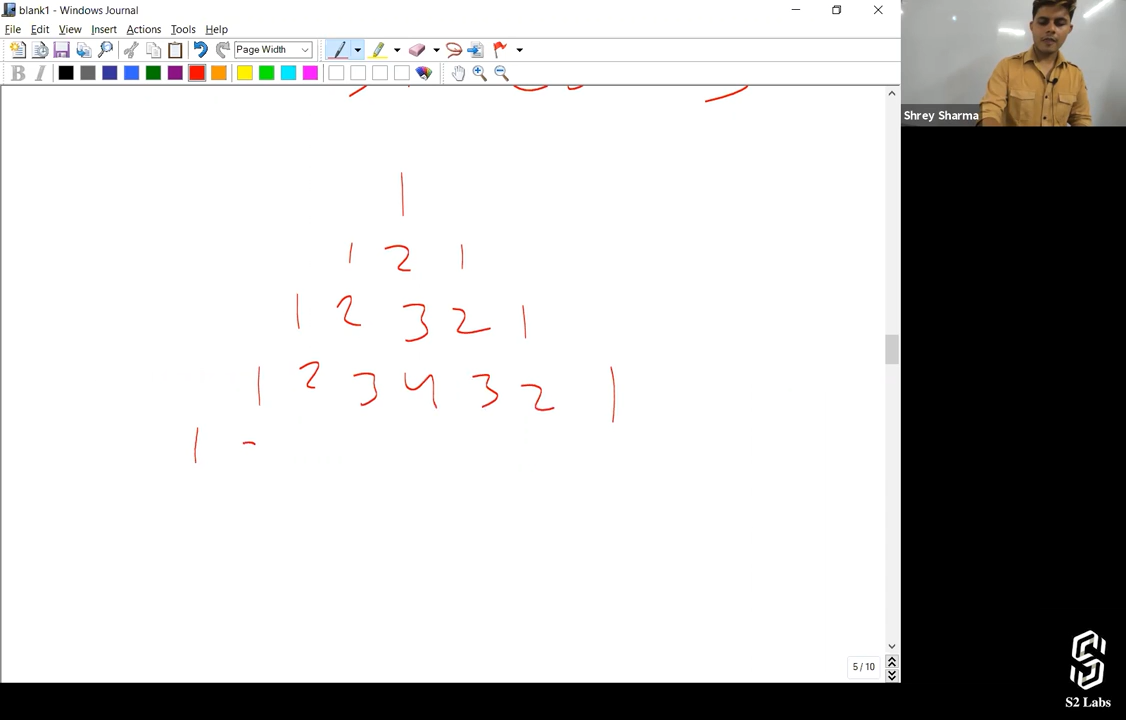 blank1 - Windows Journal
File Edit View Insert Actions Tools Help
Page Width
B I
Shrey Sharma
1
1 2 1
1 2 3 2 1
1 2 3 4 3 2 1
1
5 / 10
S2 Labs